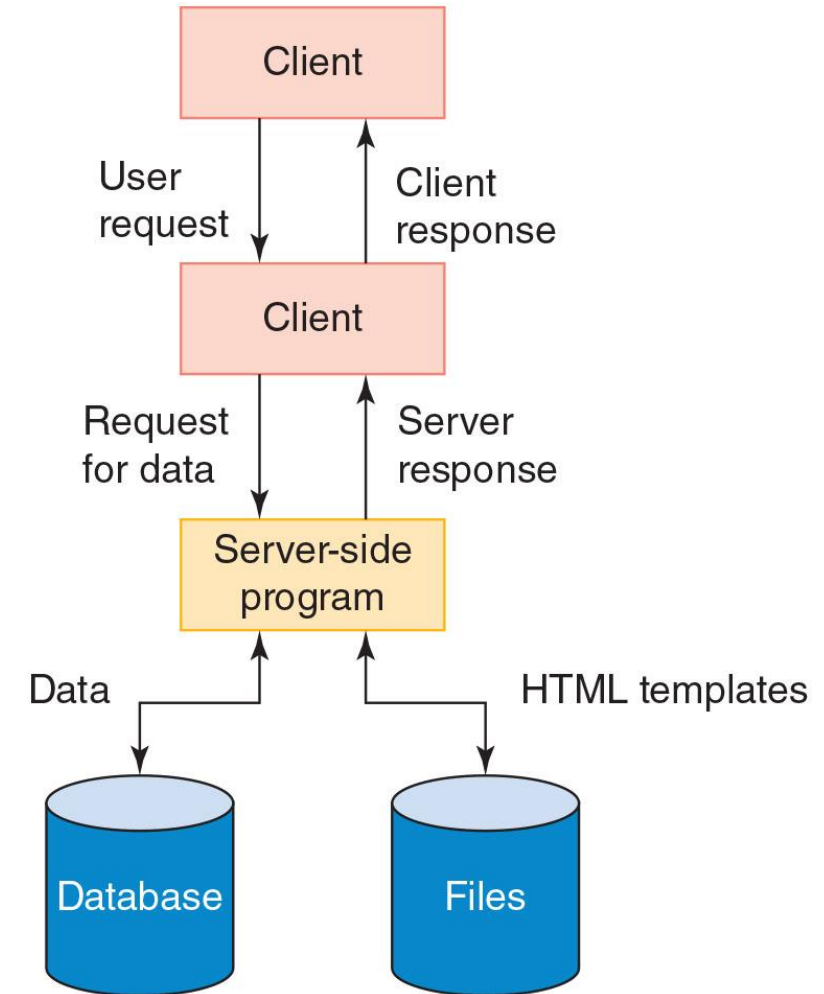 Client
User
request
Client
response
Client
Request
for data
Server
response
Server-side
program
Data
HTML templates
Database
Files